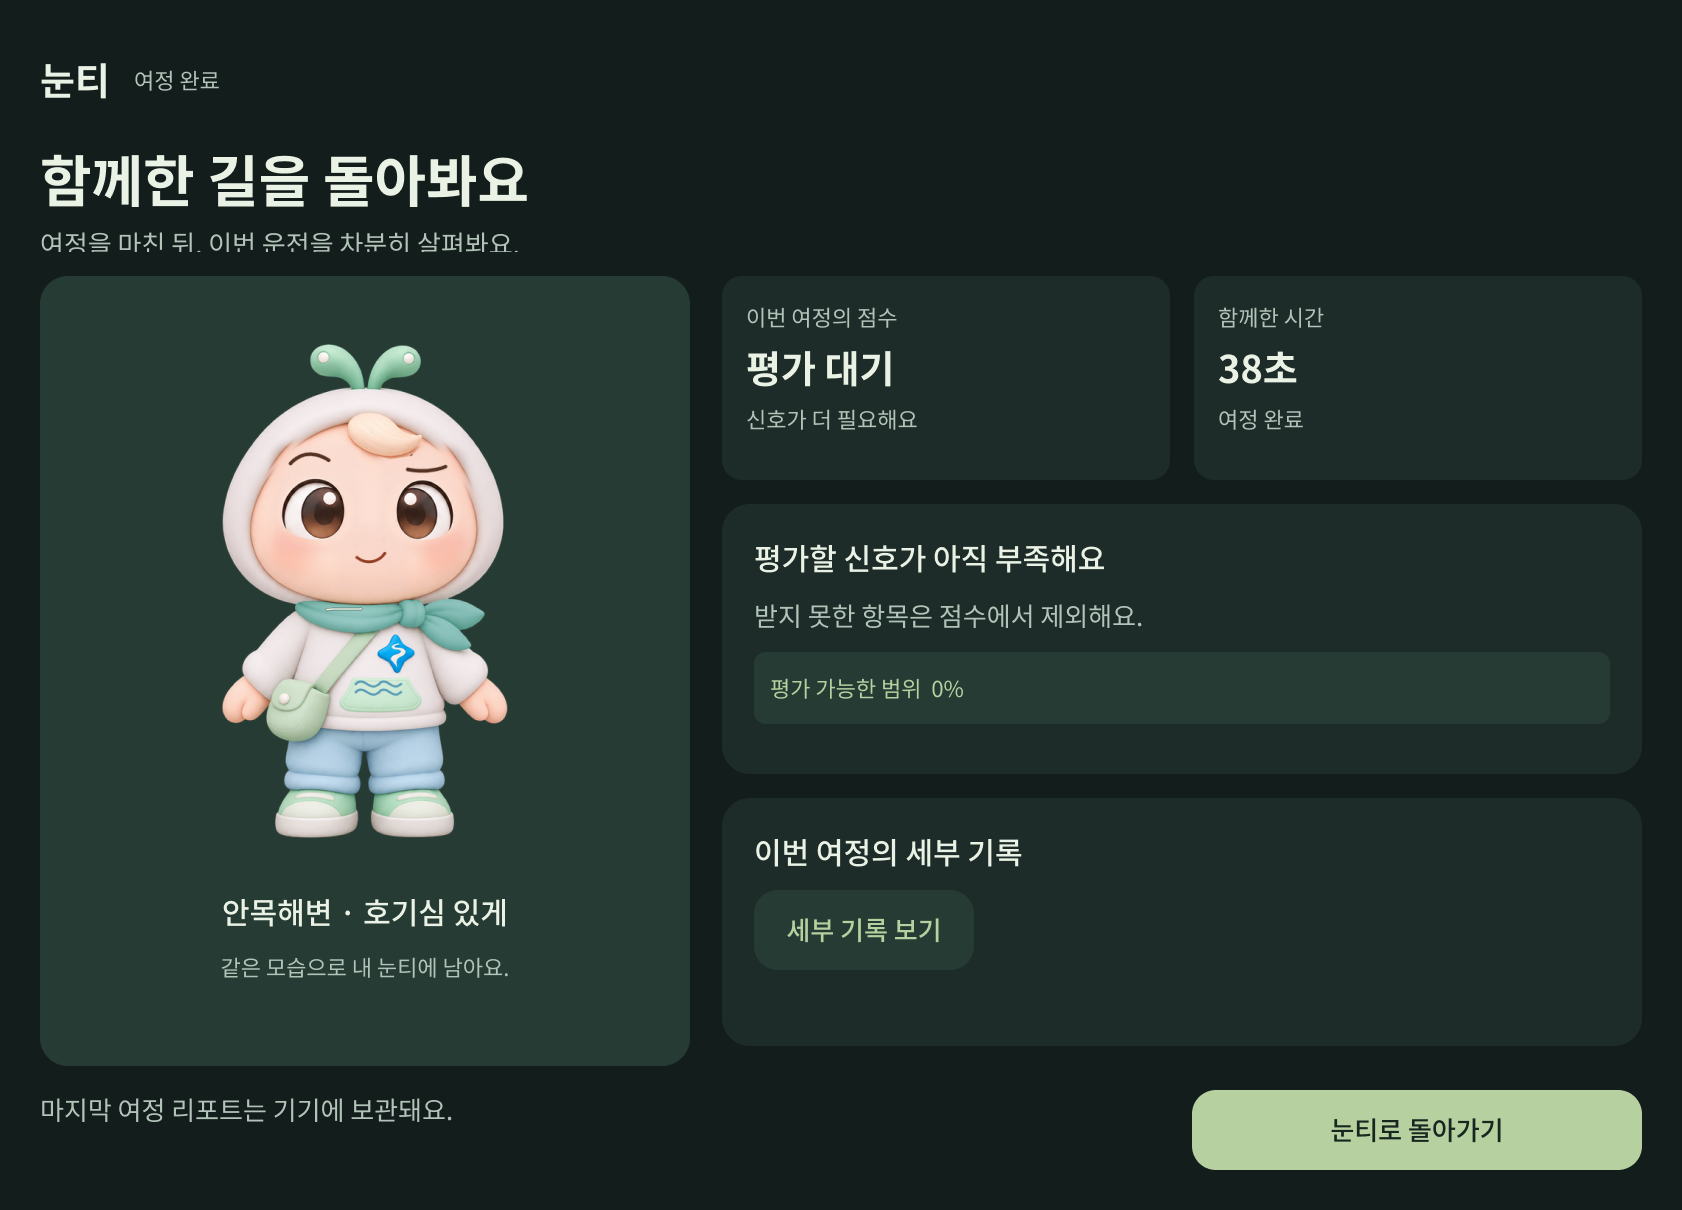 눈티 여정 완료
함께한 길을 돌아봐요
여정을 마친 뒤, 이번 운전을 차분히 살펴봐요.
안목해변 · 호기심 있게
같은 모습으로 내 눈티에 남아요.
이번 여정의 점수
평가 대기
신호가 더 필요해요
함께한 시간
38초
여정 완료
평가할 신호가 아직 부족해요
받지 못한 항목은 점수에서 제외해요.
평가 가능한 범위 0%
이번 여정의 세부 기록
세부 기록 보기
마지막 여정 리포트는 기기에 보관돼요.
눈티로 돌아가기